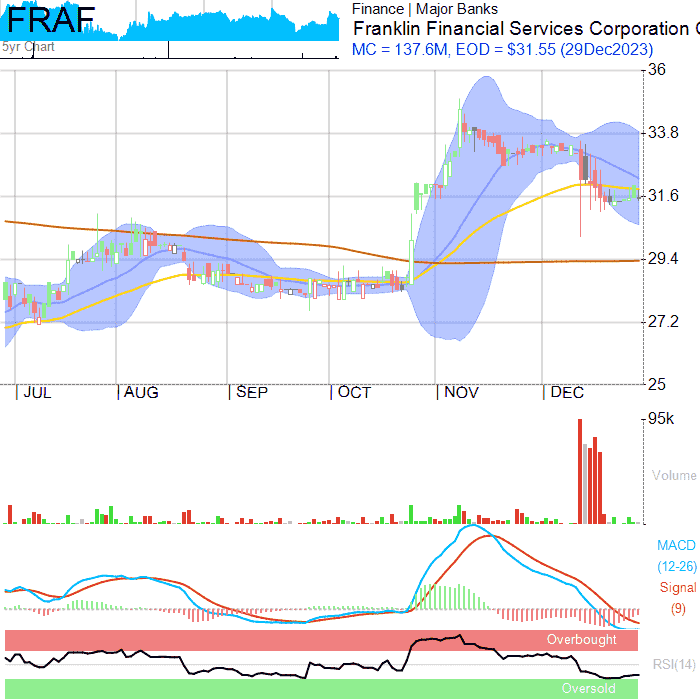 FRAF
5yr Chart
Finance | Major Banks
Franklin Financial Services Corporation
MC = 137.6M, EOD = $31.55 (29Dec2023)
36
33.8
31.6
29.4
27.2
25
JUL AUG SEP OCT NOV DEC
95k
Volume
MACD
(12-26)
Signal
(9)
Overbought
RSI(14)
Oversold